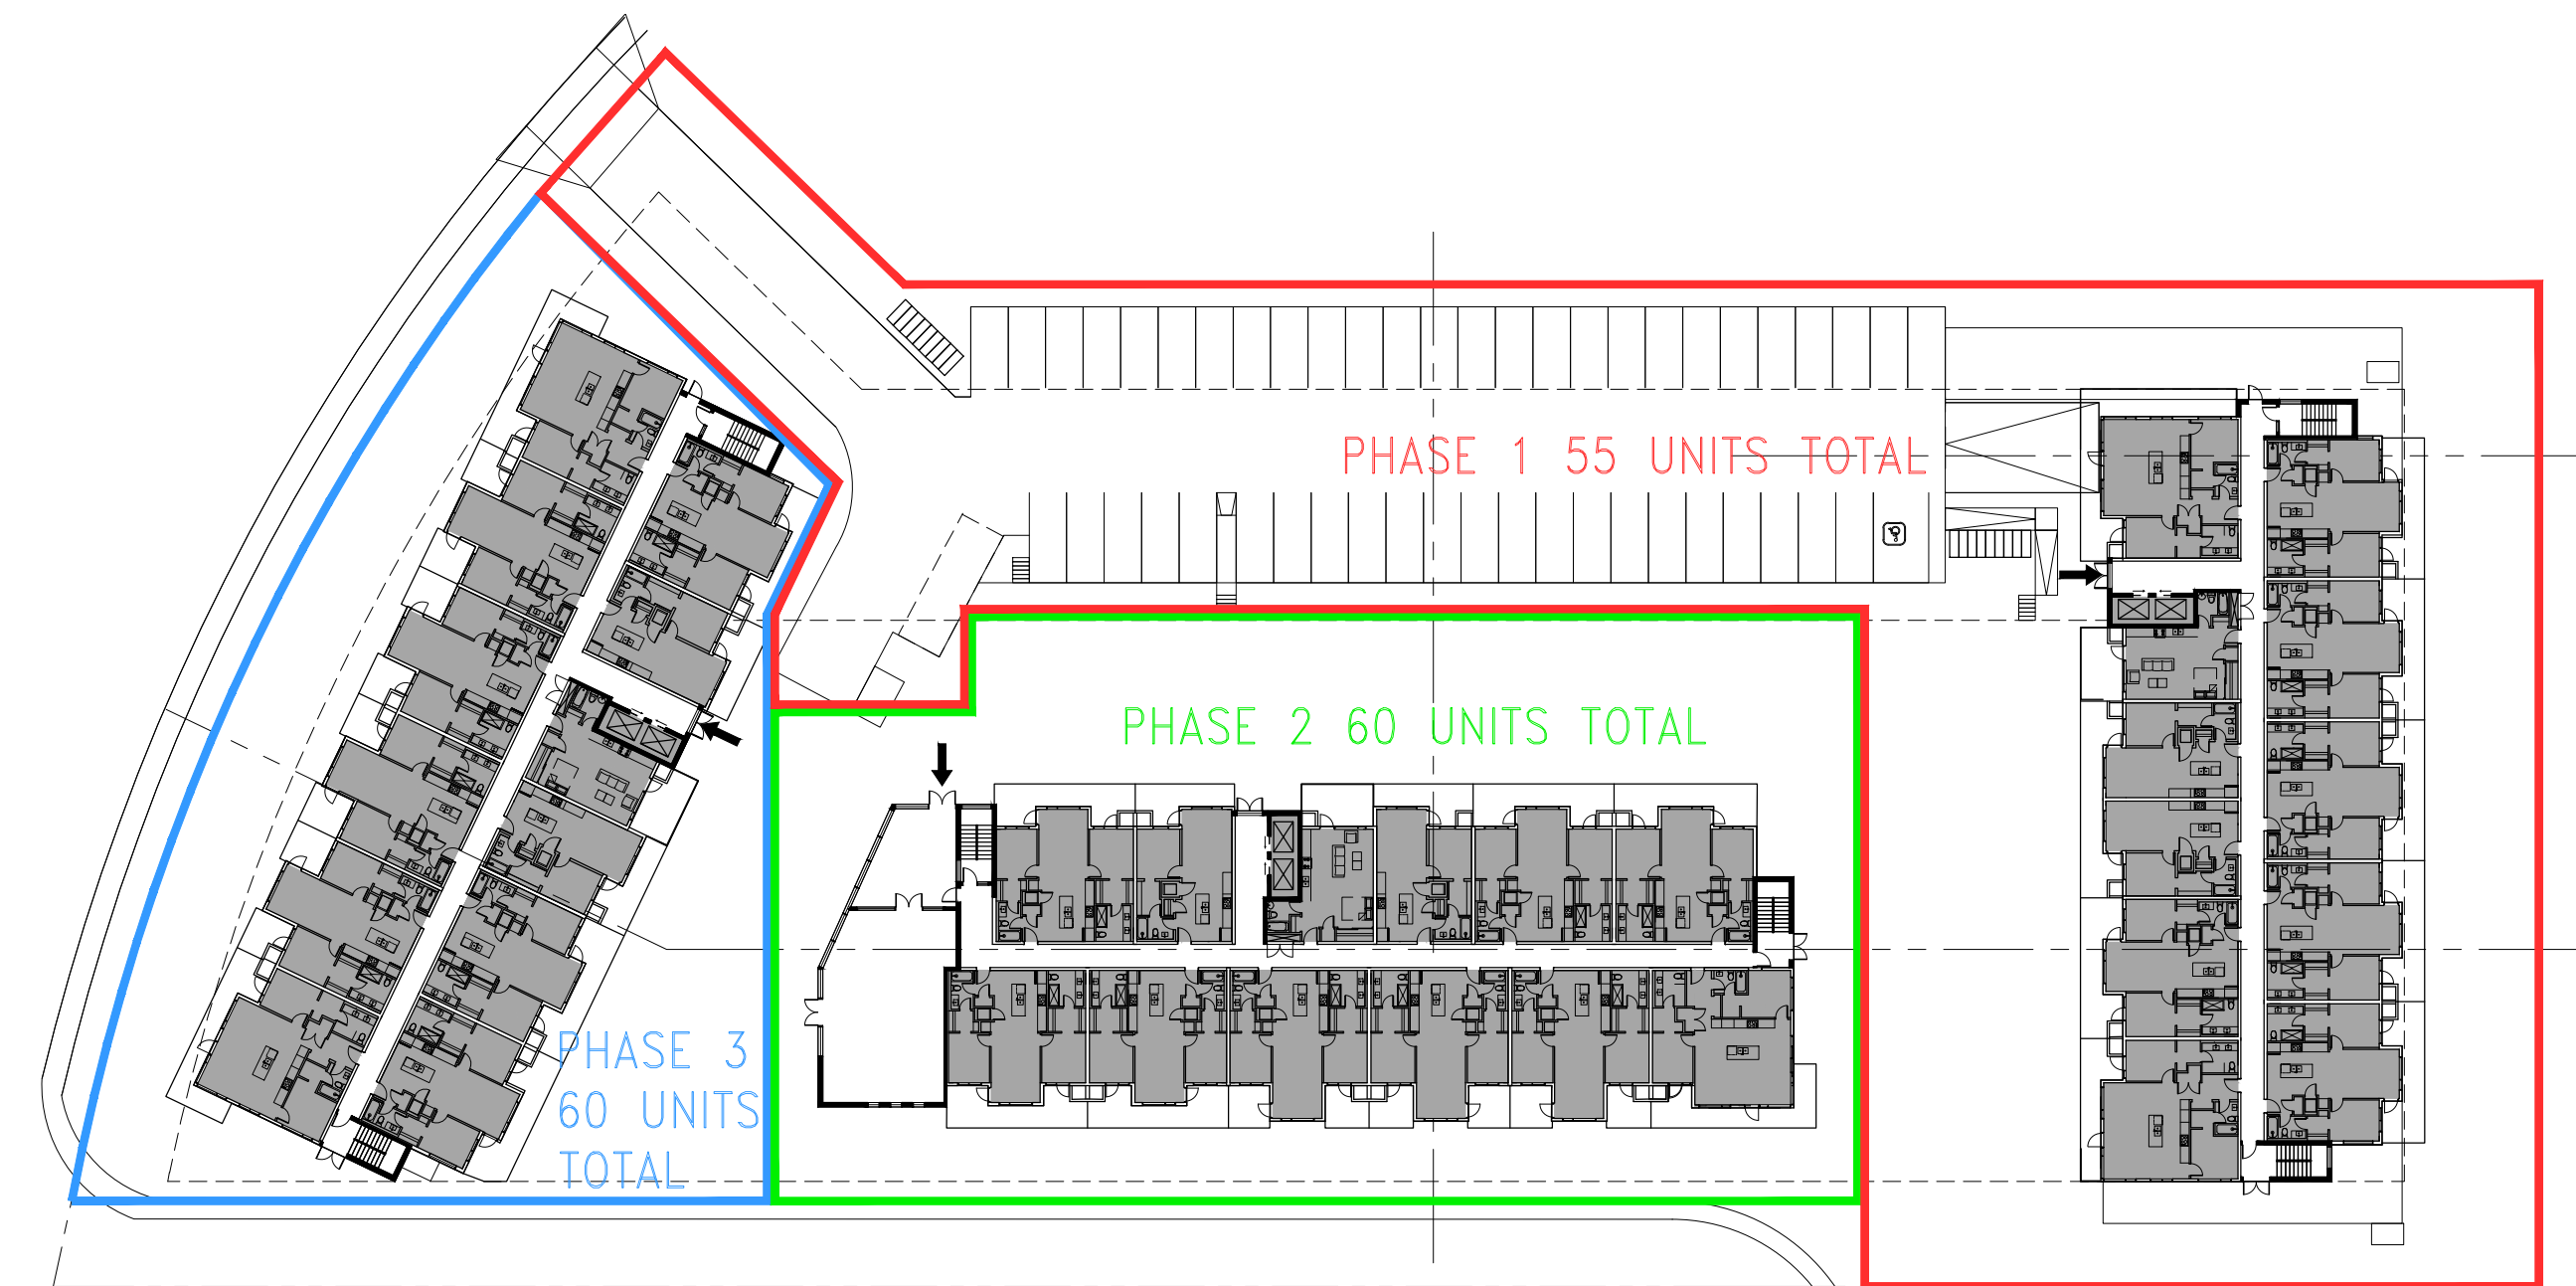 PHASE 1 55 UNITS TOTAL
PHASE 2 60 UNITS TOTAL
PHASE 3
60 UNITS
TOTAL